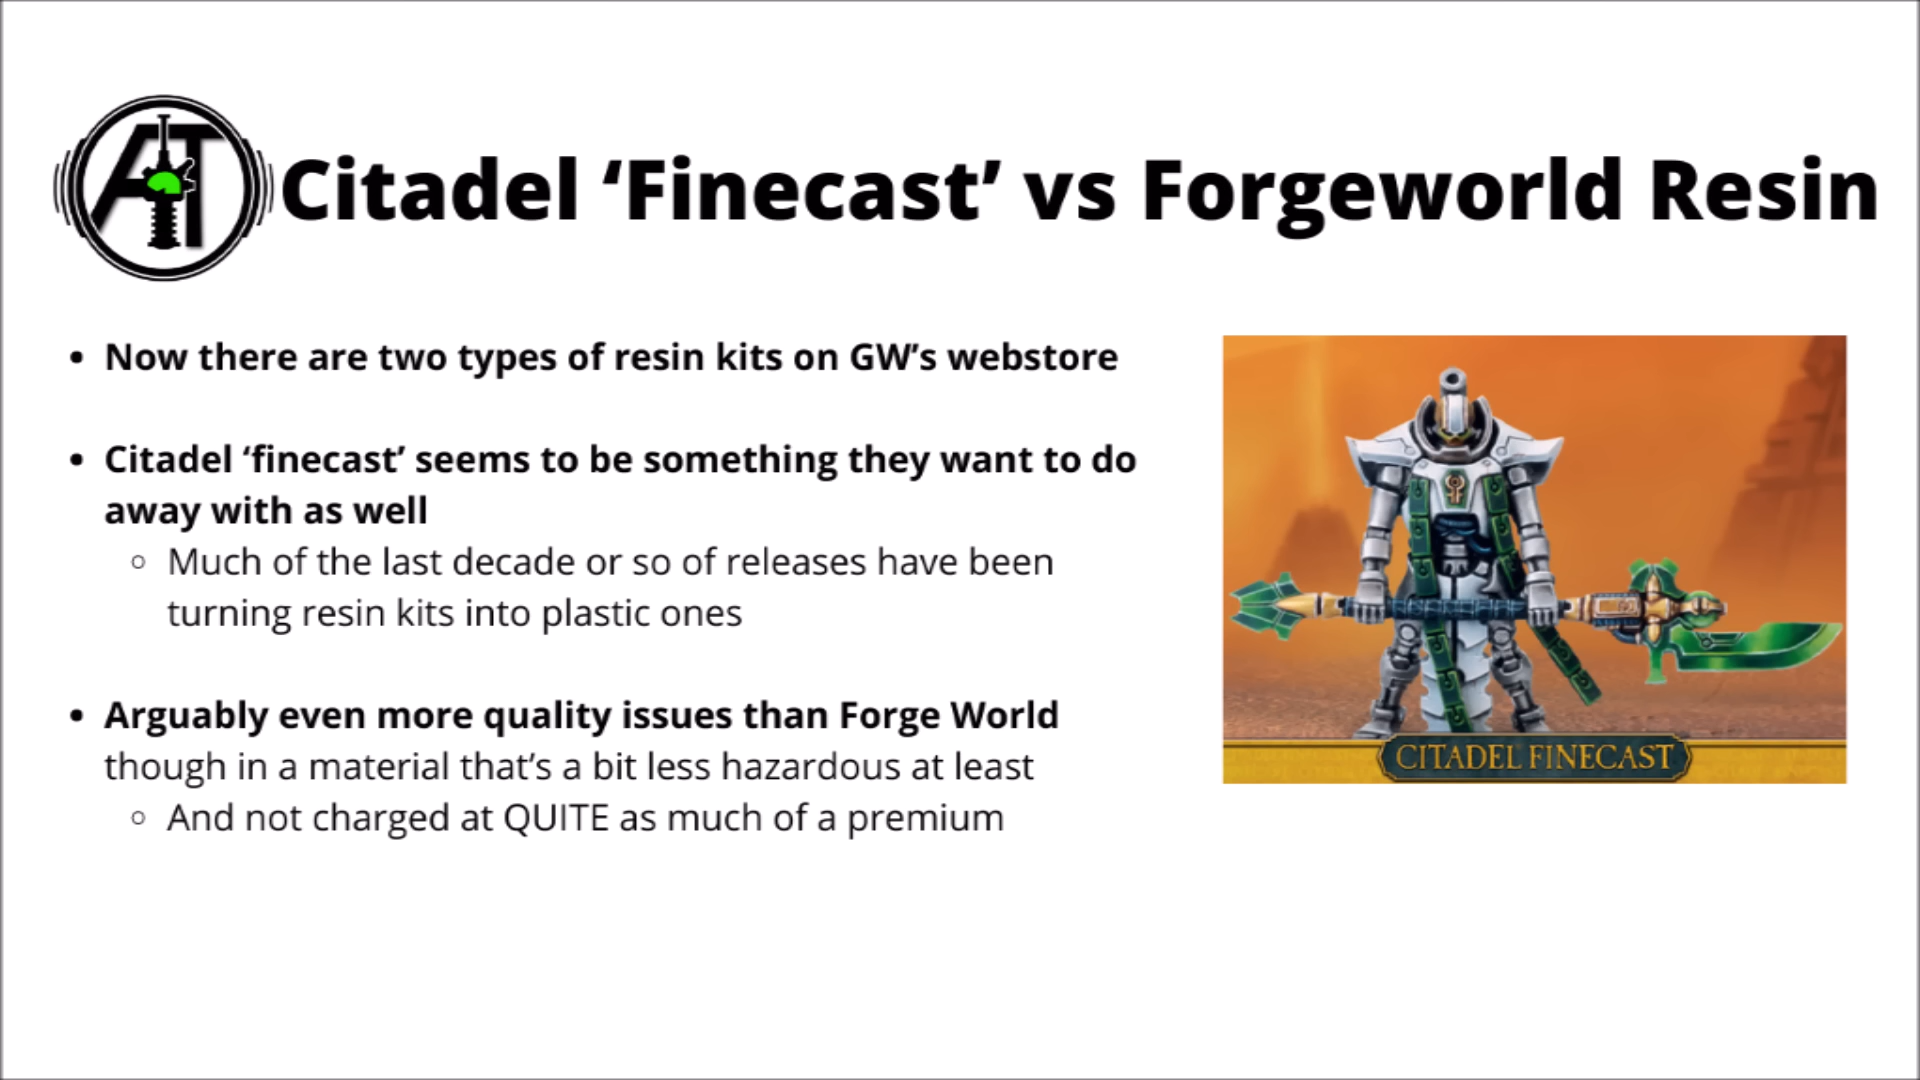 AT
Citadel ‘Finecast’ vs Forgeworld Resin
• Now there are two types of resin kits on GW’s webstore
• Citadel ‘finecast’ seems to be something they want to do
away with as well
○ Much of the last decade or so of releases have been
turning resin kits into plastic ones
• Arguably even more quality issues than Forge World
though in a material that’s a bit less hazardous at least
○ And not charged at QUITE as much of a premium
CITADEL FINECAST